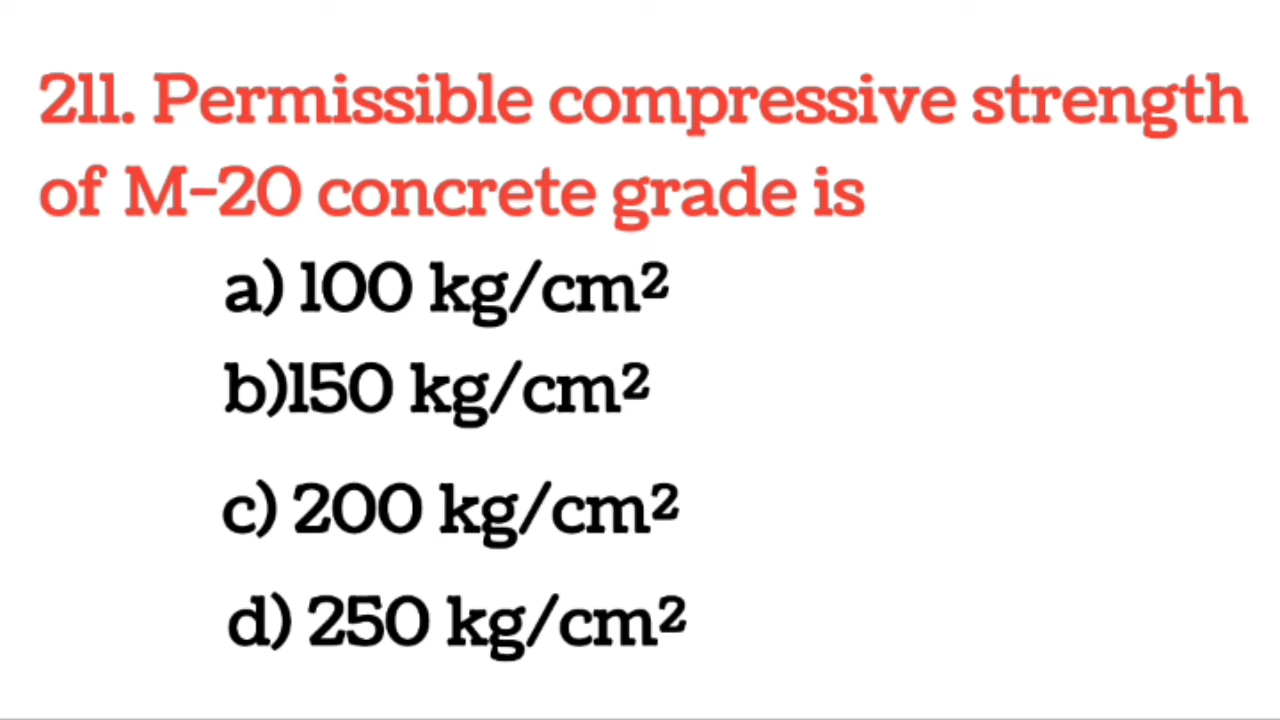 211. Permissible compressive strength
of M-20 concrete grade is
a) 100 kg/cm²
b)150 kg/cm²
c) 200 kg/cm²
d) 250 kg/cm²